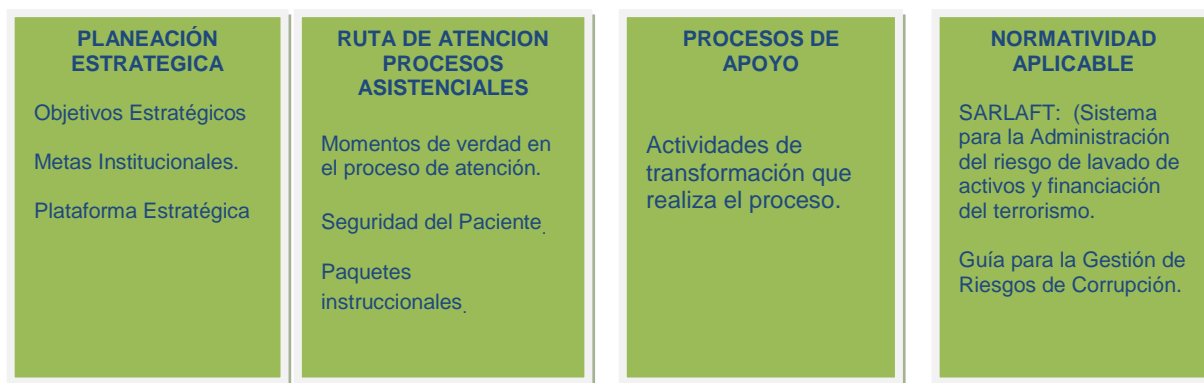 PLANEACIÓN
ESTRATEGICA
Objetivos Estratégicos
Metas Institucionales.
Plataforma Estratégica
RUTA DE ATENCION
PROCESOS
ASISTENCIALES
Momentos de verdad en
el proceso de atención.
Seguridad del Paciente.
Paquetes
instruccionales.
PROCESOS DE
APOYO
Actividades de
transformación que
realiza el proceso.
NORMATIVIDAD
APLICABLE
SARLAFT: (Sistema
para la Administración
del riesgo de lavado de
activos y financiación
del terrorismo.
Guía para la Gestión de
Riesgos de Corrupción.